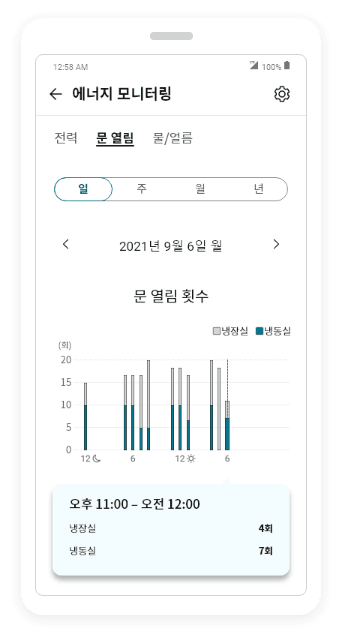 12:58 AM 100%
에너지 모니터링
전력 문 열림 물/얼음
일 주 월 년
2021년 9월 6일 월
문 열림 횟수
냉장실 냉동실
(회)
20
15
10
5
0
12 6 12 6
오후 11:00 – 오전 12:00
냉장실 4회
냉동실 7회